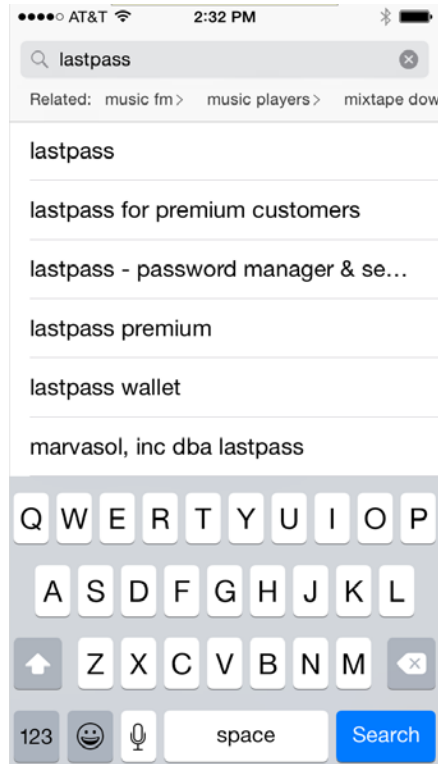 AT&T 2:32 PM
lastpass
Related: music fm > music players > mixtape dow
lastpass
lastpass for premium customers
lastpass - password manager & se...
lastpass premium
lastpass wallet
marvasol, inc dba lastpass
Q W E R T Y U I O P
A S D F G H J K L
Z X C V B N M
123 space Search